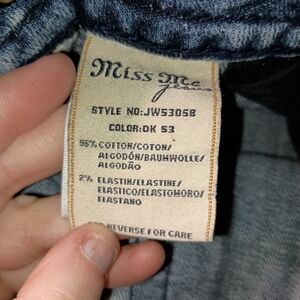 Miss Me
jeans
STYLE NO:JW5305B
COLOR:DK 53
98% COTTON/COTON/
ALGODÓN/BAUMWOLLE/
ALGODÃO
2% ELASTIN/ELASTINE/
ELASTICO/ELASTOMORO/
ELASTANO
REVERSE FOR CARE